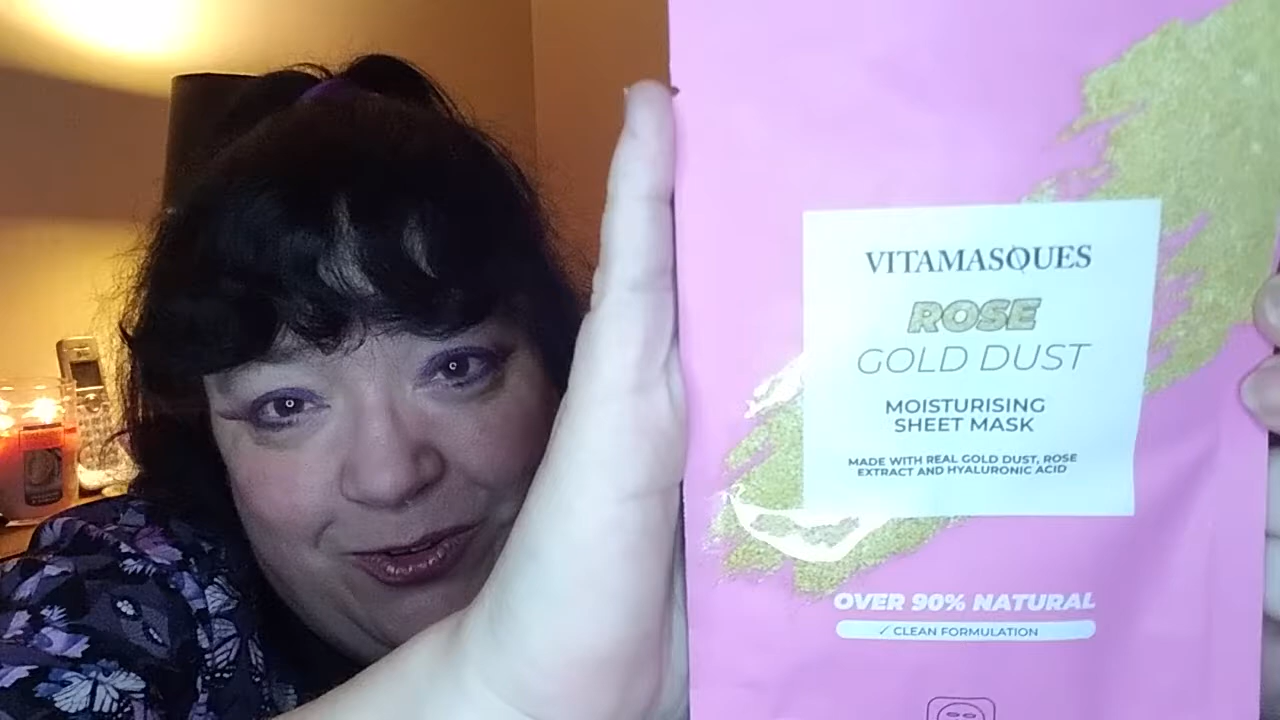 VITAMASQUES
ROSE
GOLD DUST
MOISTURISING
SHEET MASK
MADE WITH REAL GOLD DUST, ROSE
EXTRACT AND HYALURONIC ACID
OVER 90% NATURAL
✓ CLEAN FORMULATION